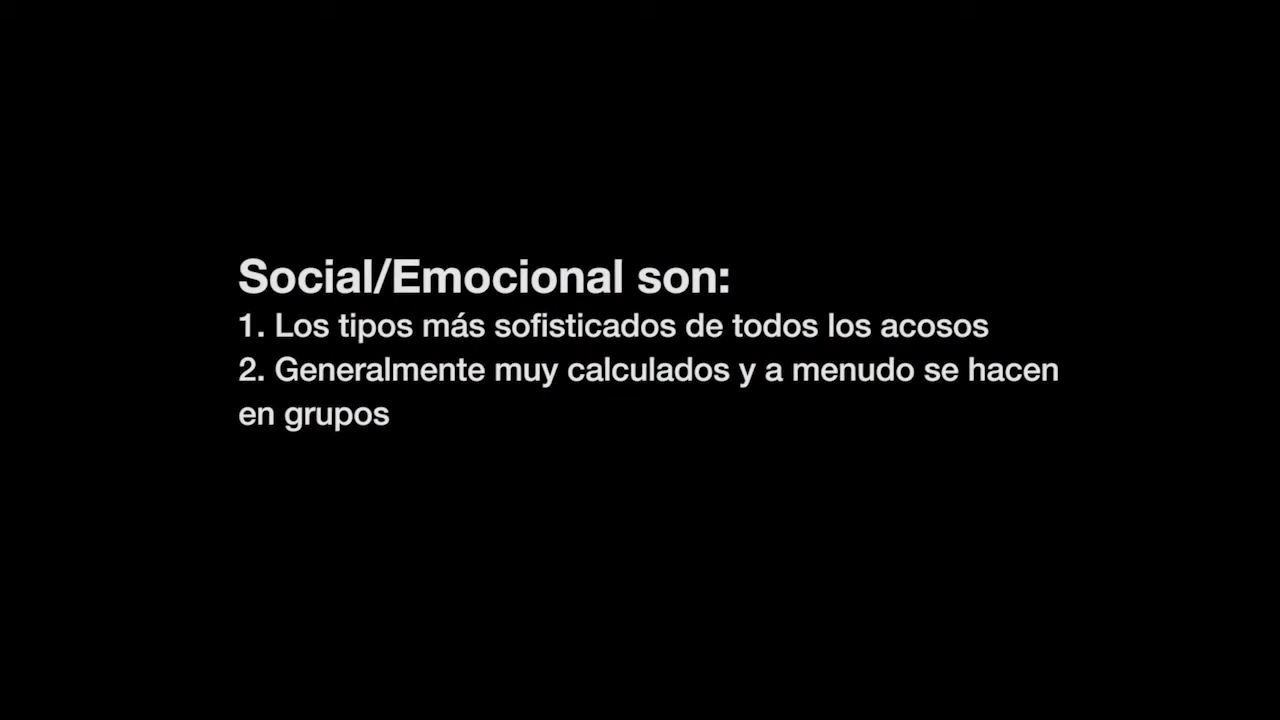 Social/Emocional son:
1. Los tipos más sofisticados de todos los acosos
2. Generalmente muy calculados y a menudo se hacen
en grupos